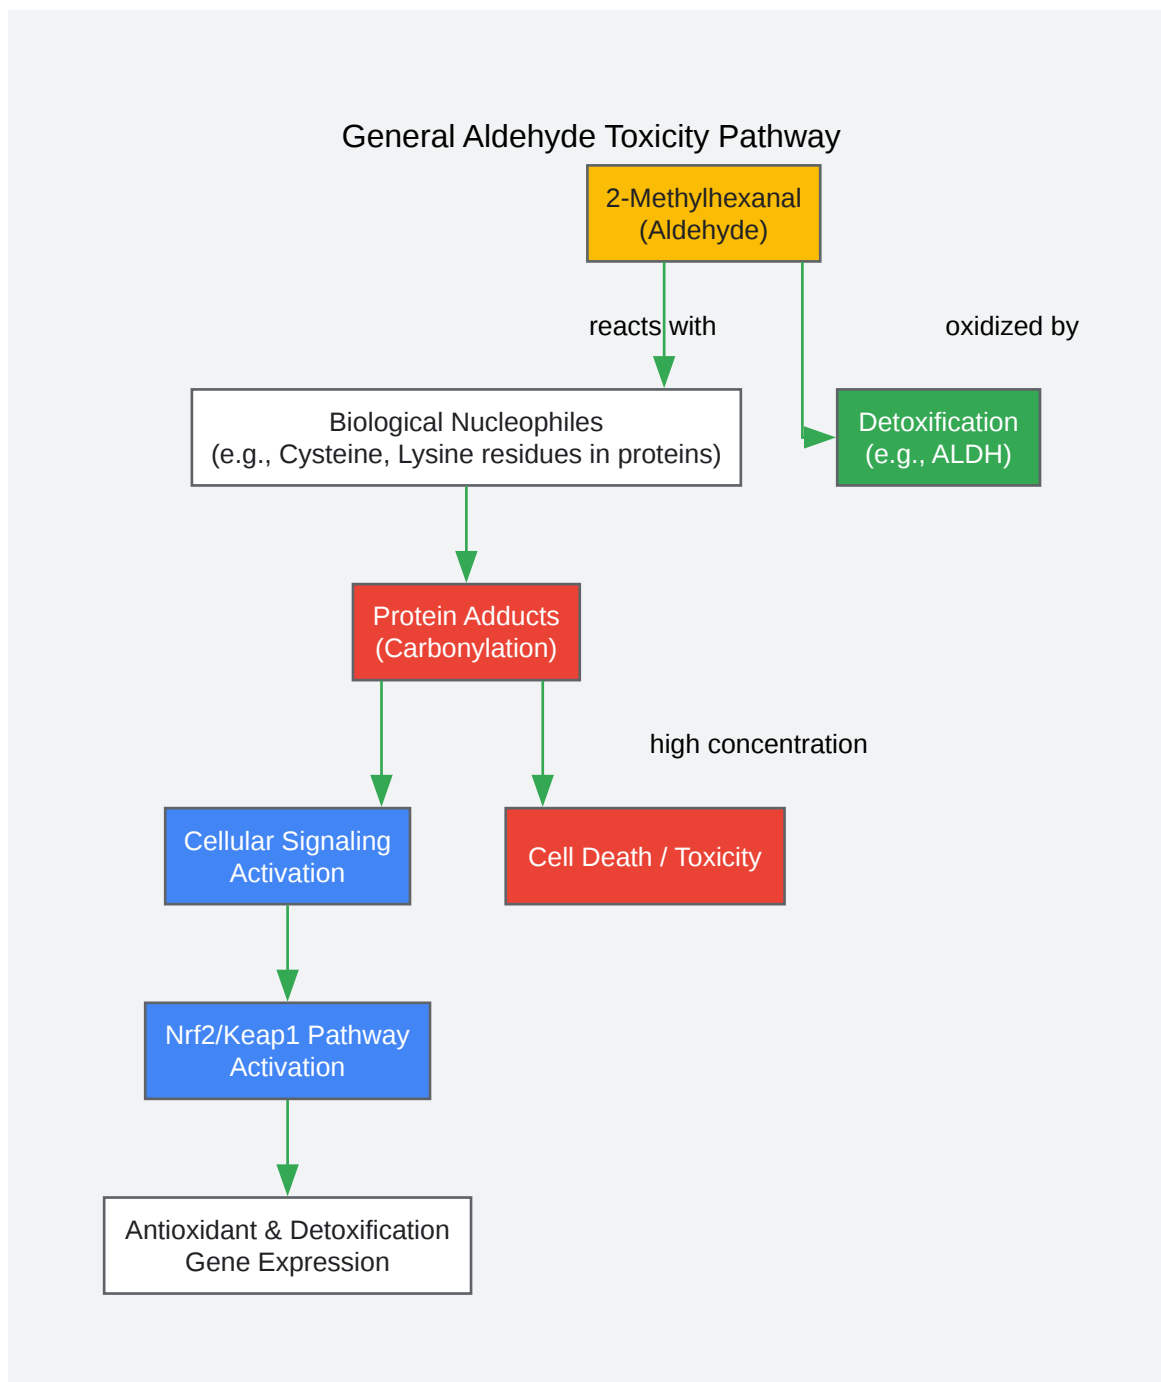 General Aldehyde Toxicity Pathway
2-Methylhexanal
(Aldehyde)
reacts with
oxidized by
Biological Nucleophiles
(e.g., Cysteine, Lysine residues in proteins)
Detoxification
(e.g., ALDH)
Protein Adducts
(Carbonylation)
high concentration
Cellular Signaling
Activation
Cell Death / Toxicity
Nrf2/Keap1 Pathway
Activation
Antioxidant & Detoxification
Gene Expression